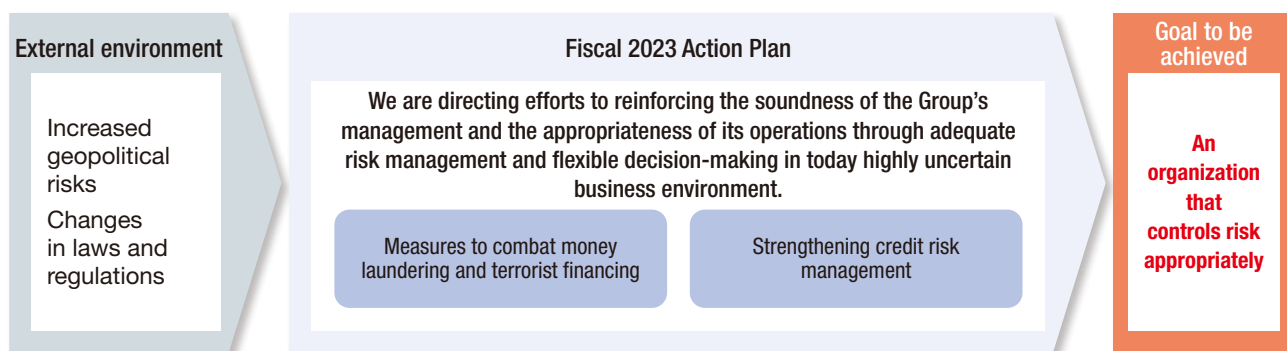 External environment
Increased
geopolitical
risks
Changes
in laws and
regulations
Fiscal 2023 Action Plan
We are directing efforts to reinforcing the soundness of the Group's
management and the appropriateness of its operations through adequate
risk management and flexible decision-making in today highly uncertain
business environment.
Measures to combat money
laundering and terrorist financing
Strengthening credit risk
management
Goal to be
achieved
An
organization
that
controls risk
appropriately